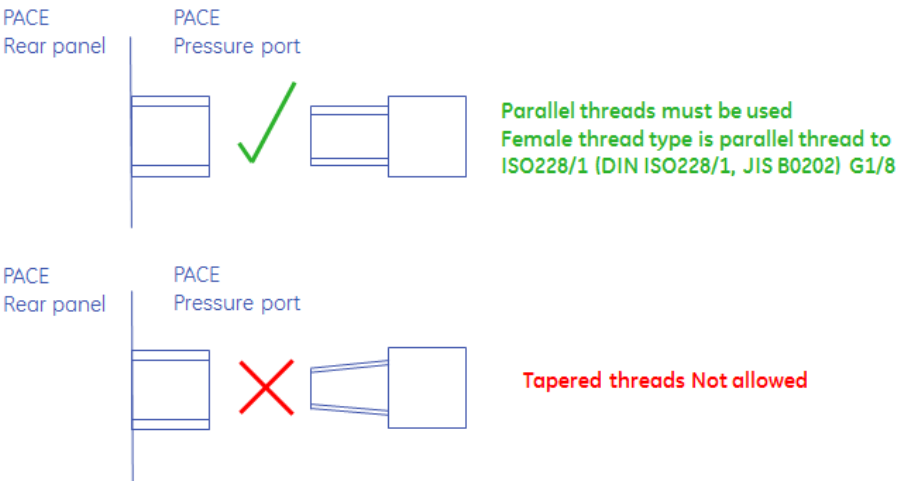 PACE
Rear panel
PACE
Pressure port
Parallel threads must be used
Female thread type is parallel thread to
ISO228/1 (DIN ISO228/1, JIS B0202) G1/8
PACE
Rear panel
PACE
Pressure port
Tapered threads Not allowed